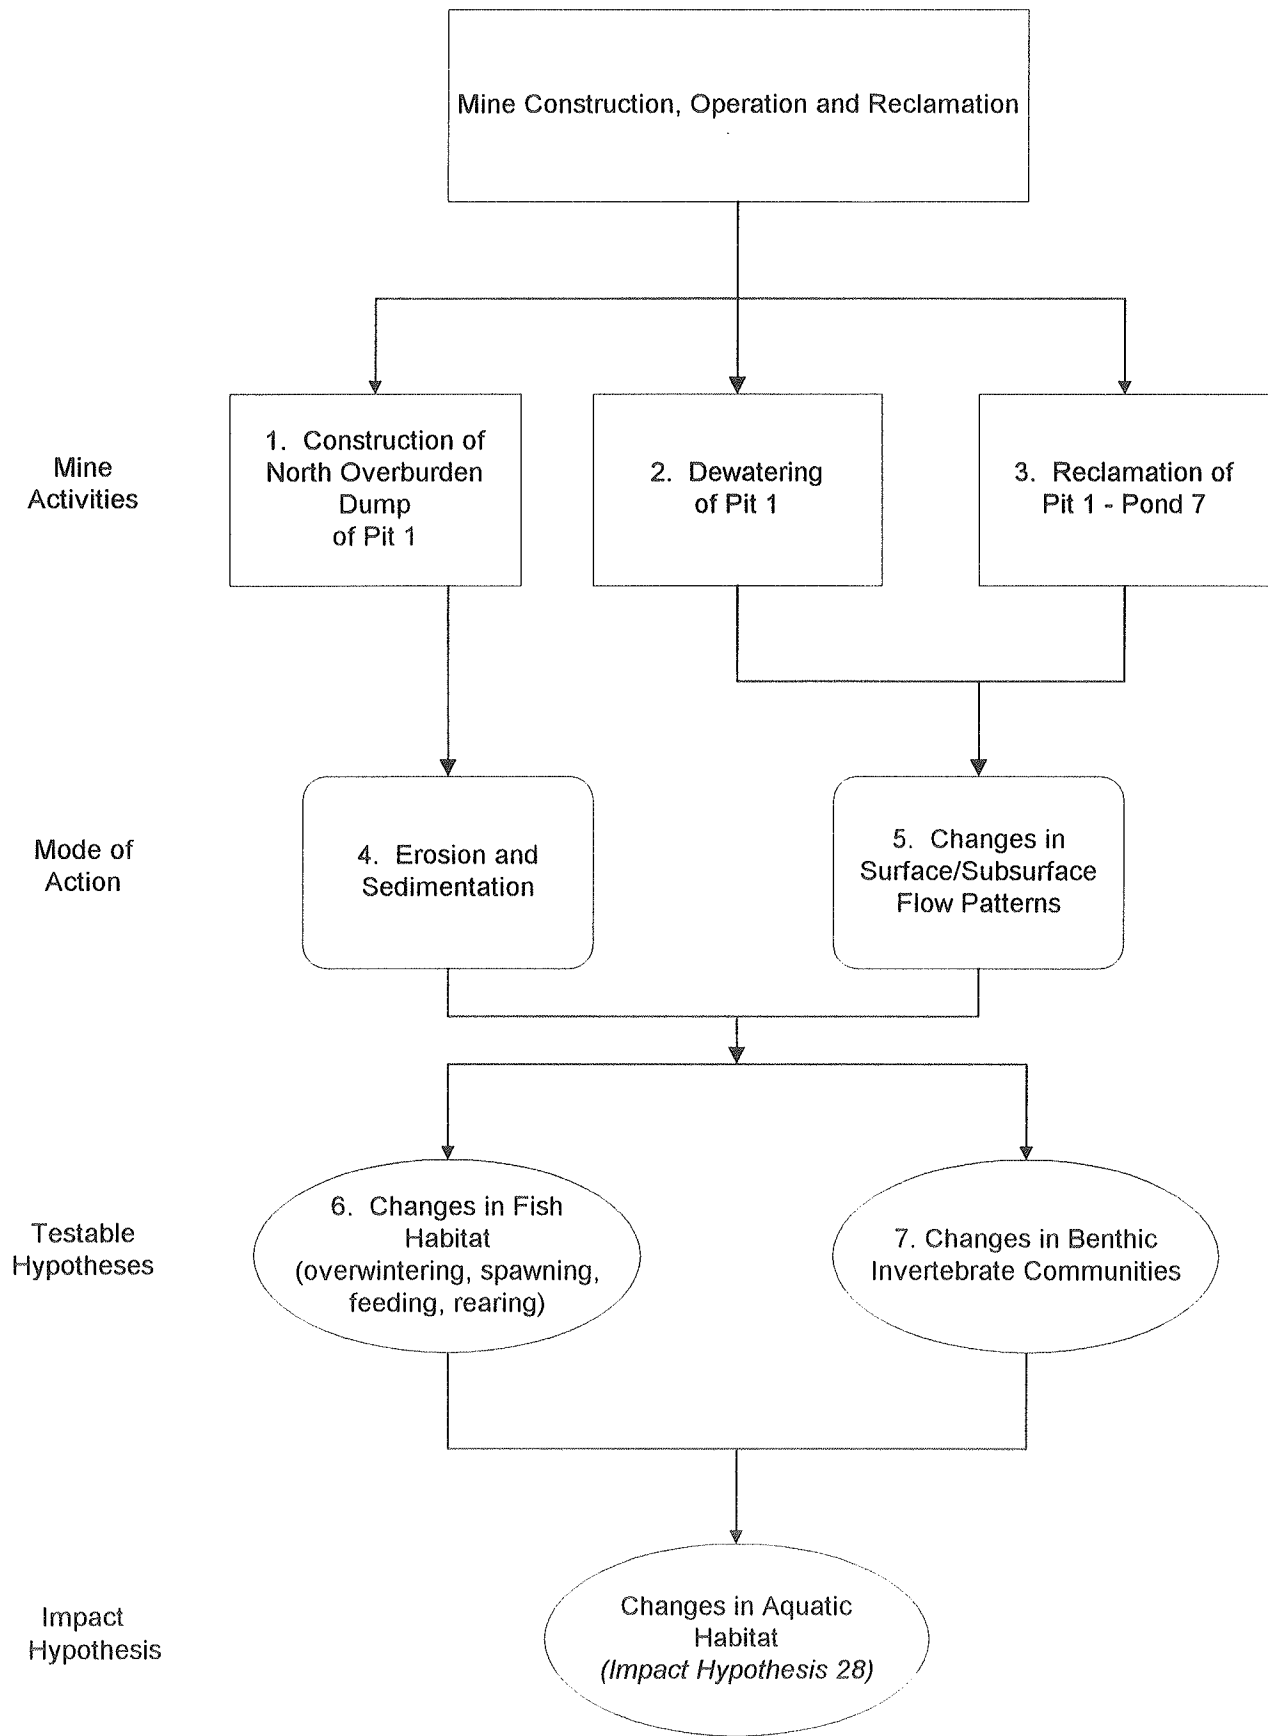 Mine Construction, Operation and Reclamation
Mine
Activities
1. Construction of
North Overburden
Dump
of Pit 1
2. Dewatering
of Pit 1
3. Reclamation of
Pit 1 - Pond 7
Mode of
Action
4. Erosion and
Sedimentation
5. Changes in
Surface/Subsurface
Flow Patterns
Testable
Hypotheses
6. Changes in Fish
Habitat
(overwintering, spawning,
feeding, rearing)
7. Changes in Benthic
Invertebrate Communities
Impact
Hypothesis
Changes in Aquatic
Habitat
(Impact Hypothesis 28)